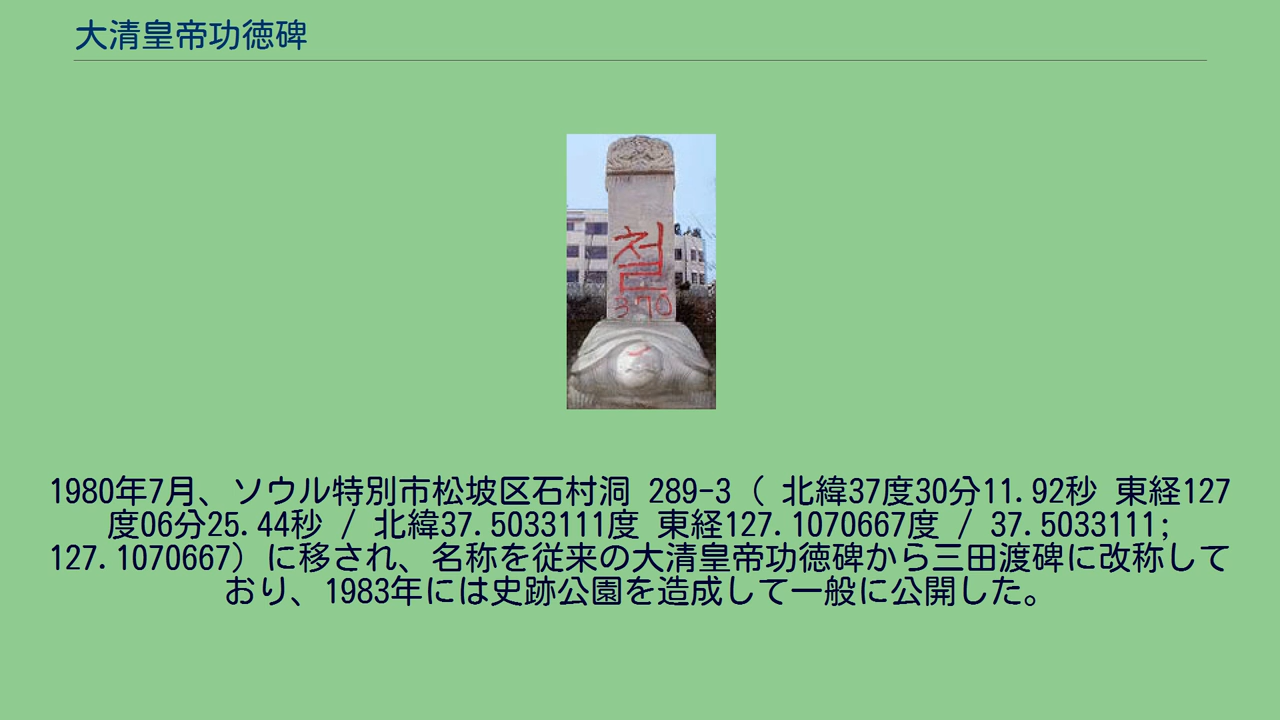 大清皇帝功徳碑
철
370
1980年7月、ソウル特別市松坡区石村洞 289-3 ( 北緯37度30分11.92秒 東経127
度06分25.44秒 / 北緯37.5033111度 東経127.1070667度 / 37.5033111;
127.1070667) に移され、名称を従来の大清皇帝功徳碑から三田渡碑に改称して
おり、1983年には史跡公園を造成して一般に公開した。